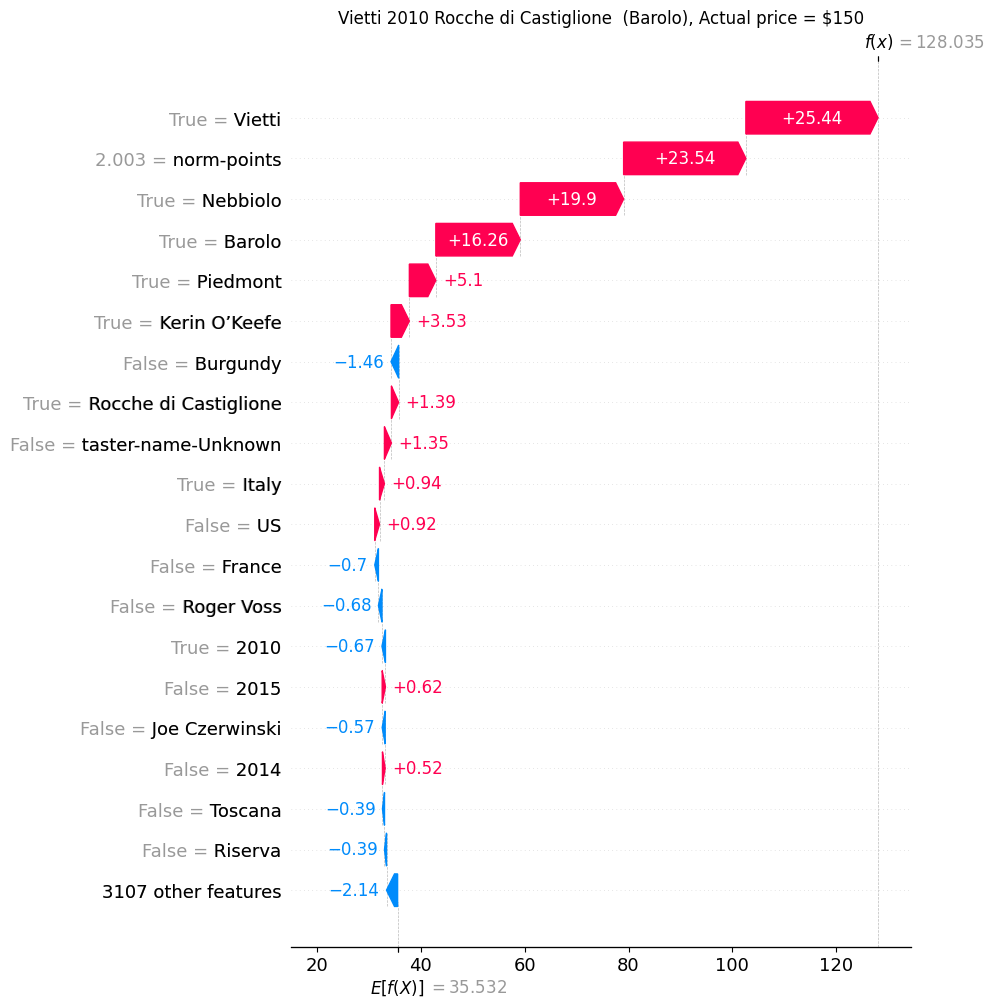 Vietti 2010 Rocche di Castiglione  (Barolo), Actual price = $150
f(x) = 128.035
True = Vietti +25.44
2.003 = norm-points +23.54
True = Nebbiolo +19.9
True = Barolo +16.26
True = Piedmont +5.1
True = Kerin O’Keefe +3.53
False = Burgundy −1.46
True = Rocche di Castiglione +1.39
False = taster-name-Unknown +1.35
True = Italy +0.94
False = US +0.92
False = France −0.7
False = Roger Voss −0.68
True = 2010 −0.67
False = 2015 +0.62
False = Joe Czerwinski −0.57
False = 2014 +0.52
False = Toscana −0.39
False = Riserva −0.39
3107 other features −2.14
20 40 60 80 100 120
E[f(X)] = 35.532